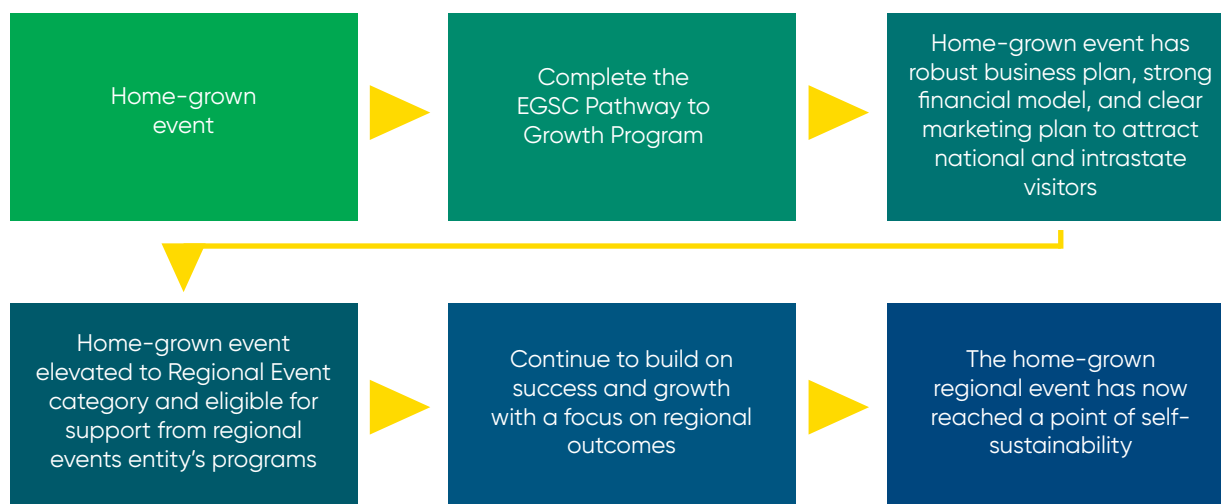 Home-grown
event
Complete the
EGSC Pathway to
Growth Program
Home-grown event has
robust business plan, strong
financial model, and clear
marketing plan to attract
national and intrastate
visitors
Home-grown event
elevated to Regional Event
category and eligible for
support from regional
events entity’s programs
Continue to build on
success and growth
with a focus on regional
outcomes
The home-grown
regional event has now
reached a point of self-
sustainability